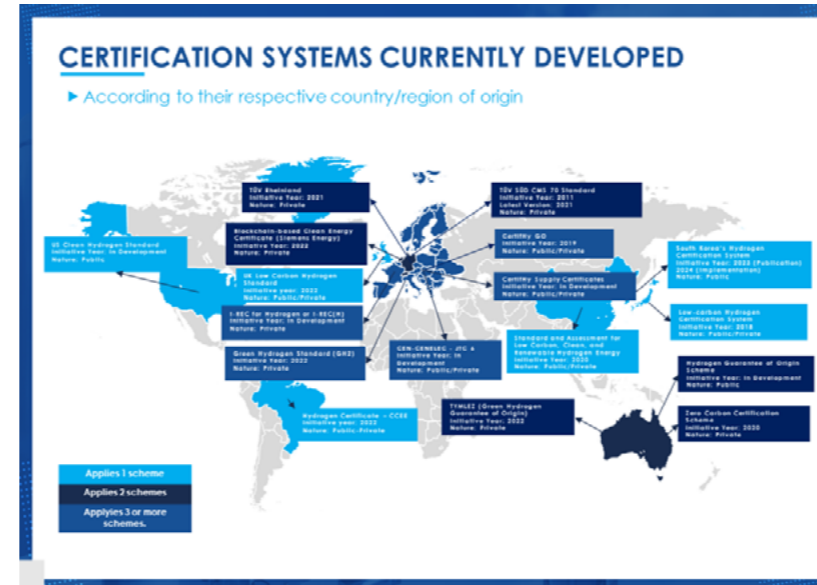 CERTIFICATION SYSTEMS CURRENTLY DEVELOPED
According to their respective country/region of origin
TÜV Rheinland
Initiative Year: 2021
Nature: Private
TÜV SÜD CMS 70 Standard
Initiative Year: 2011
Latest Version: 2021
Nature: Private
Blockchain-based Clean Energy
Certificate (Siemens Energy)
Initiative Year: 2022
Nature: Private
CertifHy GO
Initiative Year: 2019
Nature: Public/Private
US Clean Hydrogen Standard
Initiative Year: In Development
Nature: Public
South Korea's Hydrogen
Certification System
Initiative Year: 2023 (Publication)
2024 (Implementation)
Nature: Public
UK Low Carbon Hydrogen
Standard
Initiative year: 2022
Nature: Public/Private
CertifHy Supply Certificates
Initiative Year: In Development
Nature: Public/Private
I-REC for Hydrogen or I-REC(H)
Initiative Year: In Development
Nature: Private
Low-carbon Hydrogen
Certification System
Initiative Year: 2018
Nature: Public/Private
Green Hydrogen Standard (GH2)
Initiative Year: 2022
Nature: Private
CEN-CENELEC - JTC 6
Initiative Year: In
Development
Nature: Public/Private
Standard and Assessment for
Low Carbon, Clean, and
Renewable Hydrogen Energy
Initiative Year: 2020
Nature: Public/Private
Hydrogen Guarantee of Origin
Scheme
Initiative Year: In Development
Nature: Public
Hydrogen Certificate – CCEE
Initiative year: 2022
Nature: Public-Private
TYMLEZ (Green Hydrogen
Guarantee of Origin)
Initiative Year: 2022
Nature: Private
Zero Carbon Certification
Scheme
Initiative Year: 2020
Nature: Private
Applies 1 scheme
Applies 2 schemes
Applyies 3 or more
schemes.